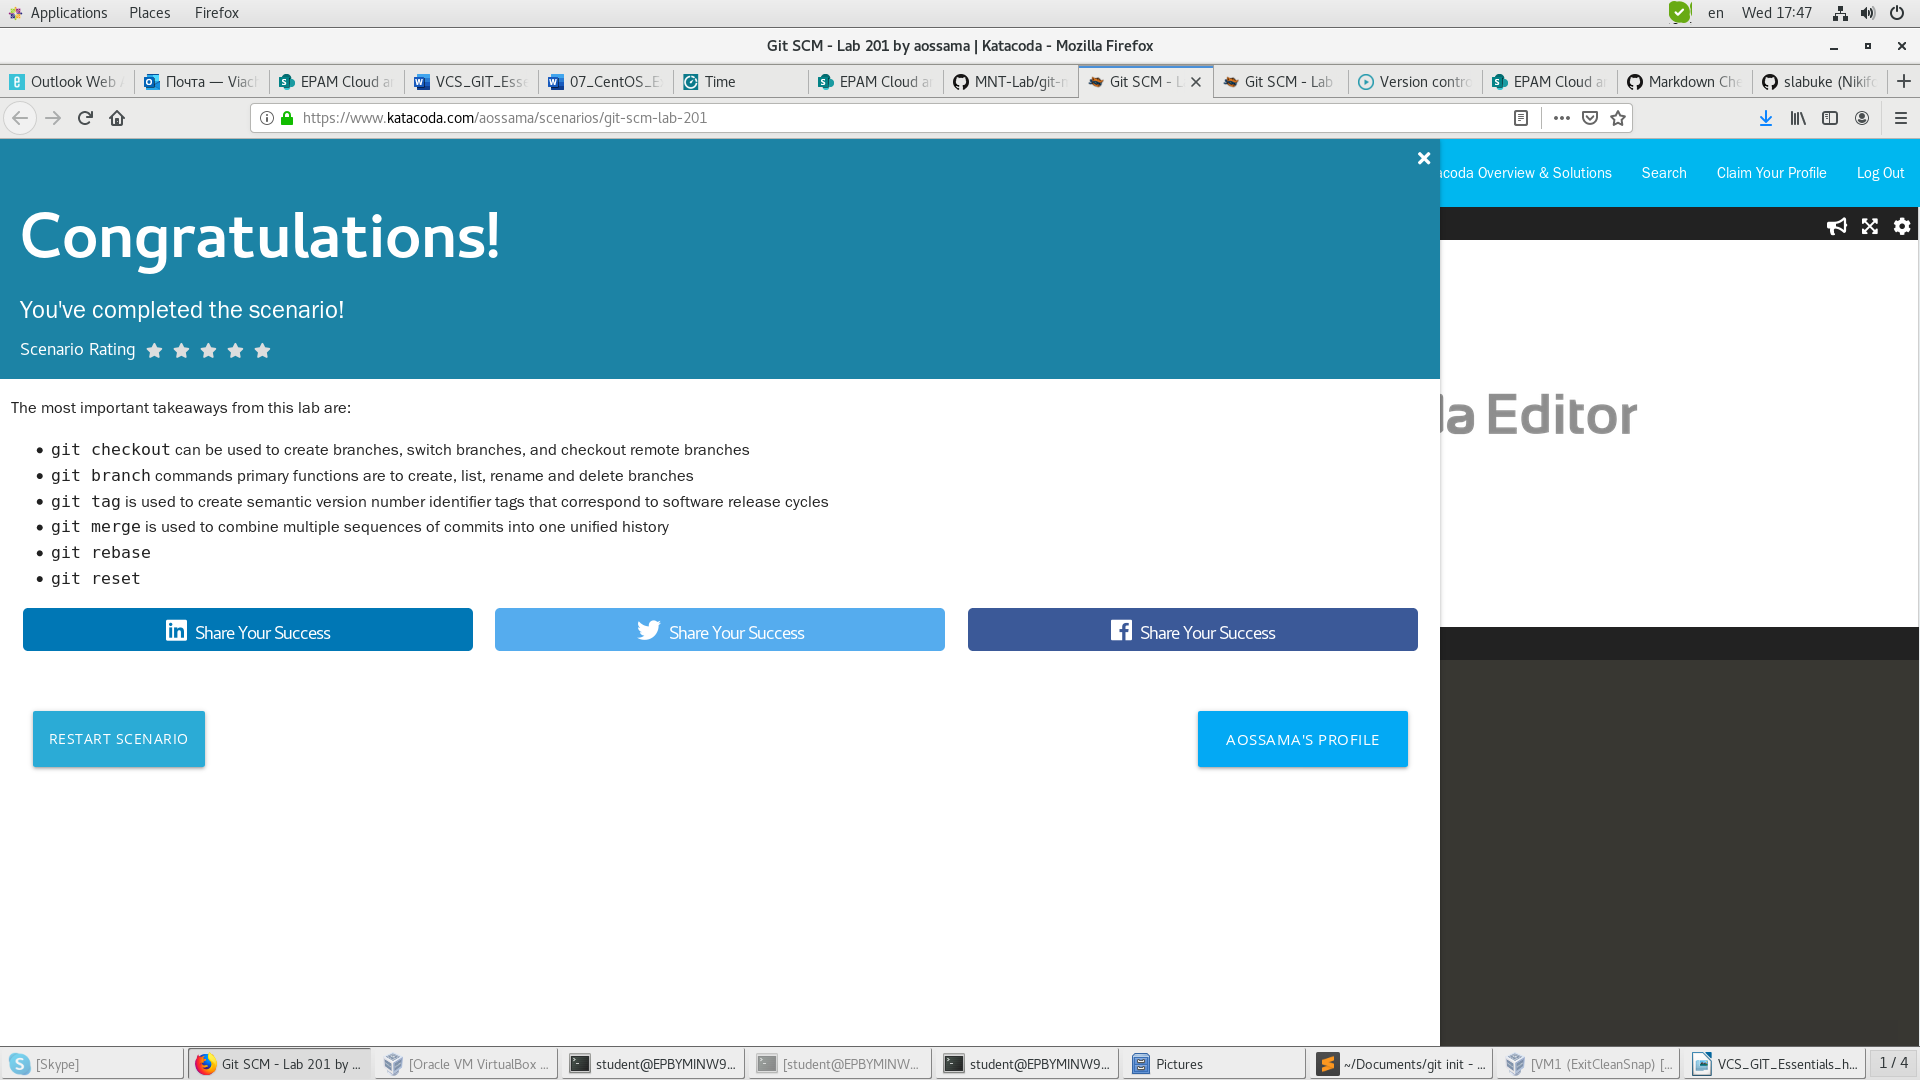 Applications Places Firefox en Wed 17:47
Git SCM - Lab 201 by aossama | Katacoda - Mozilla Firefox
Outlook Web Почта — Viach EPAM Cloud VCS_GIT_Esse 07_CentOS_E Time EPAM Cloud MNT-Lab/git- Git SCM - Git SCM - Lab Version contro EPAM Cloud Markdown Che slabuke (Nikifo
https://www.katacoda.com/aossama/scenarios/git-scm-lab-201
acoda Overview & Solutions Search Claim Your Profile Log Out
Congratulations!
You've completed the scenario!
Scenario Rating
The most important takeaways from this lab are:
• git checkout can be used to create branches, switch branches, and checkout remote branches
• git branch commands primary functions are to create, list, rename and delete branches
• git tag is used to create semantic version number identifier tags that correspond to software release cycles
• git merge is used to combine multiple sequences of commits into one unified history
• git rebase
• git reset
da Editor
Share Your Success Share Your Success Share Your Success
RESTART SCENARIO AOSSAMA'S PROFILE
[Skype] Git SCM - Lab 201 by ... [Oracle VM VirtualBox ... student@EPBYMINW9... [student@EPBYMINW... student@EPBYMINW9... Pictures ~/Documents/git init - ... [VM1 (ExitCleanSnap) [... VCS_GIT_Essentials_h... 1 / 4